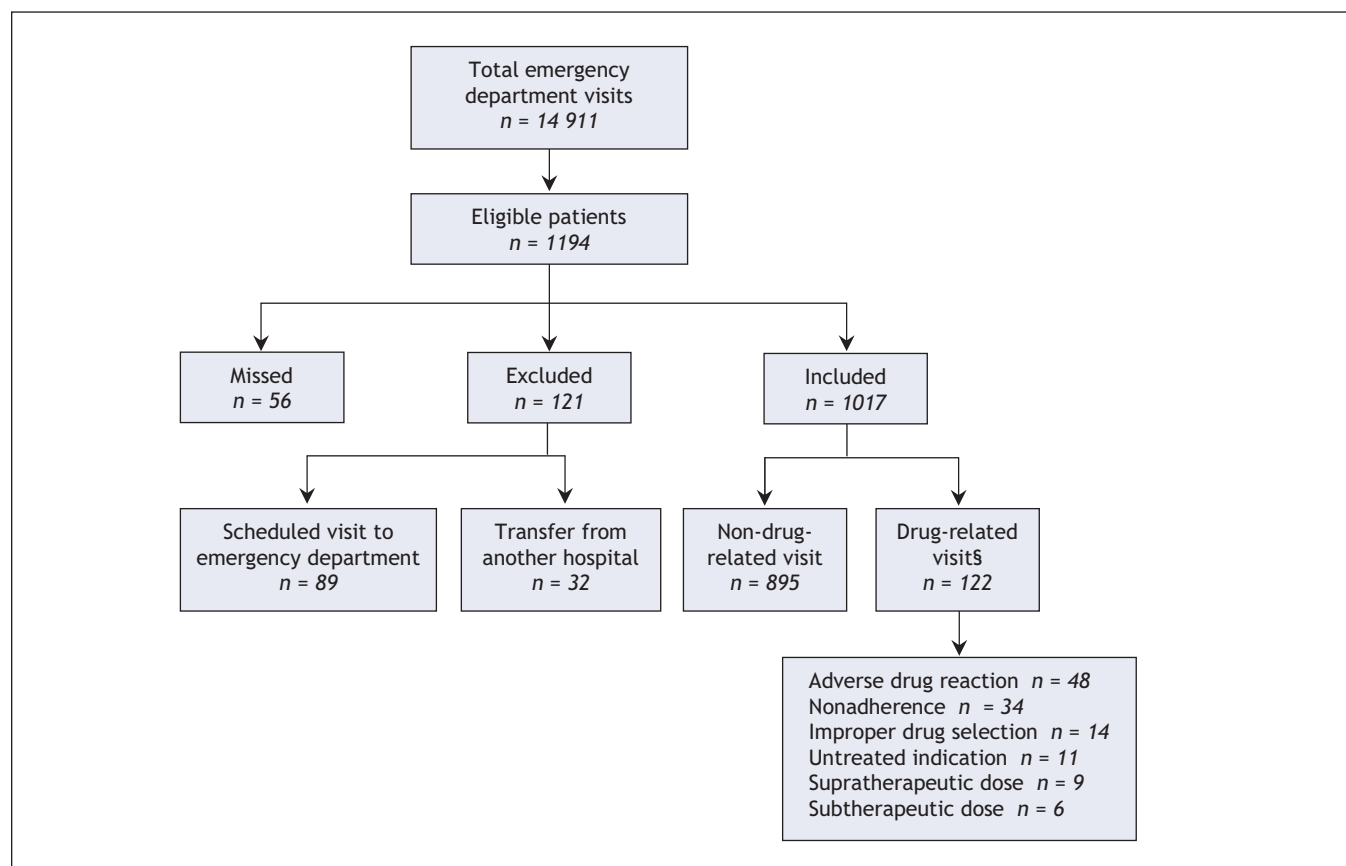 Total emergency
department visits
n = 14 911
Eligible patients
n = 1194
Missed
n = 56
Excluded
n = 121
Included
n = 1017
Scheduled visit to
emergency department
n = 89
Transfer from
another hospital
n = 32
Non-drug-
related visit
n = 895
Drug-related
visit§
n = 122
Adverse drug reaction n = 48
Nonadherence n = 34
Improper drug selection n = 14
Untreated indication n = 11
Supratherapeutic dose n = 9
Subtherapeutic dose n = 6